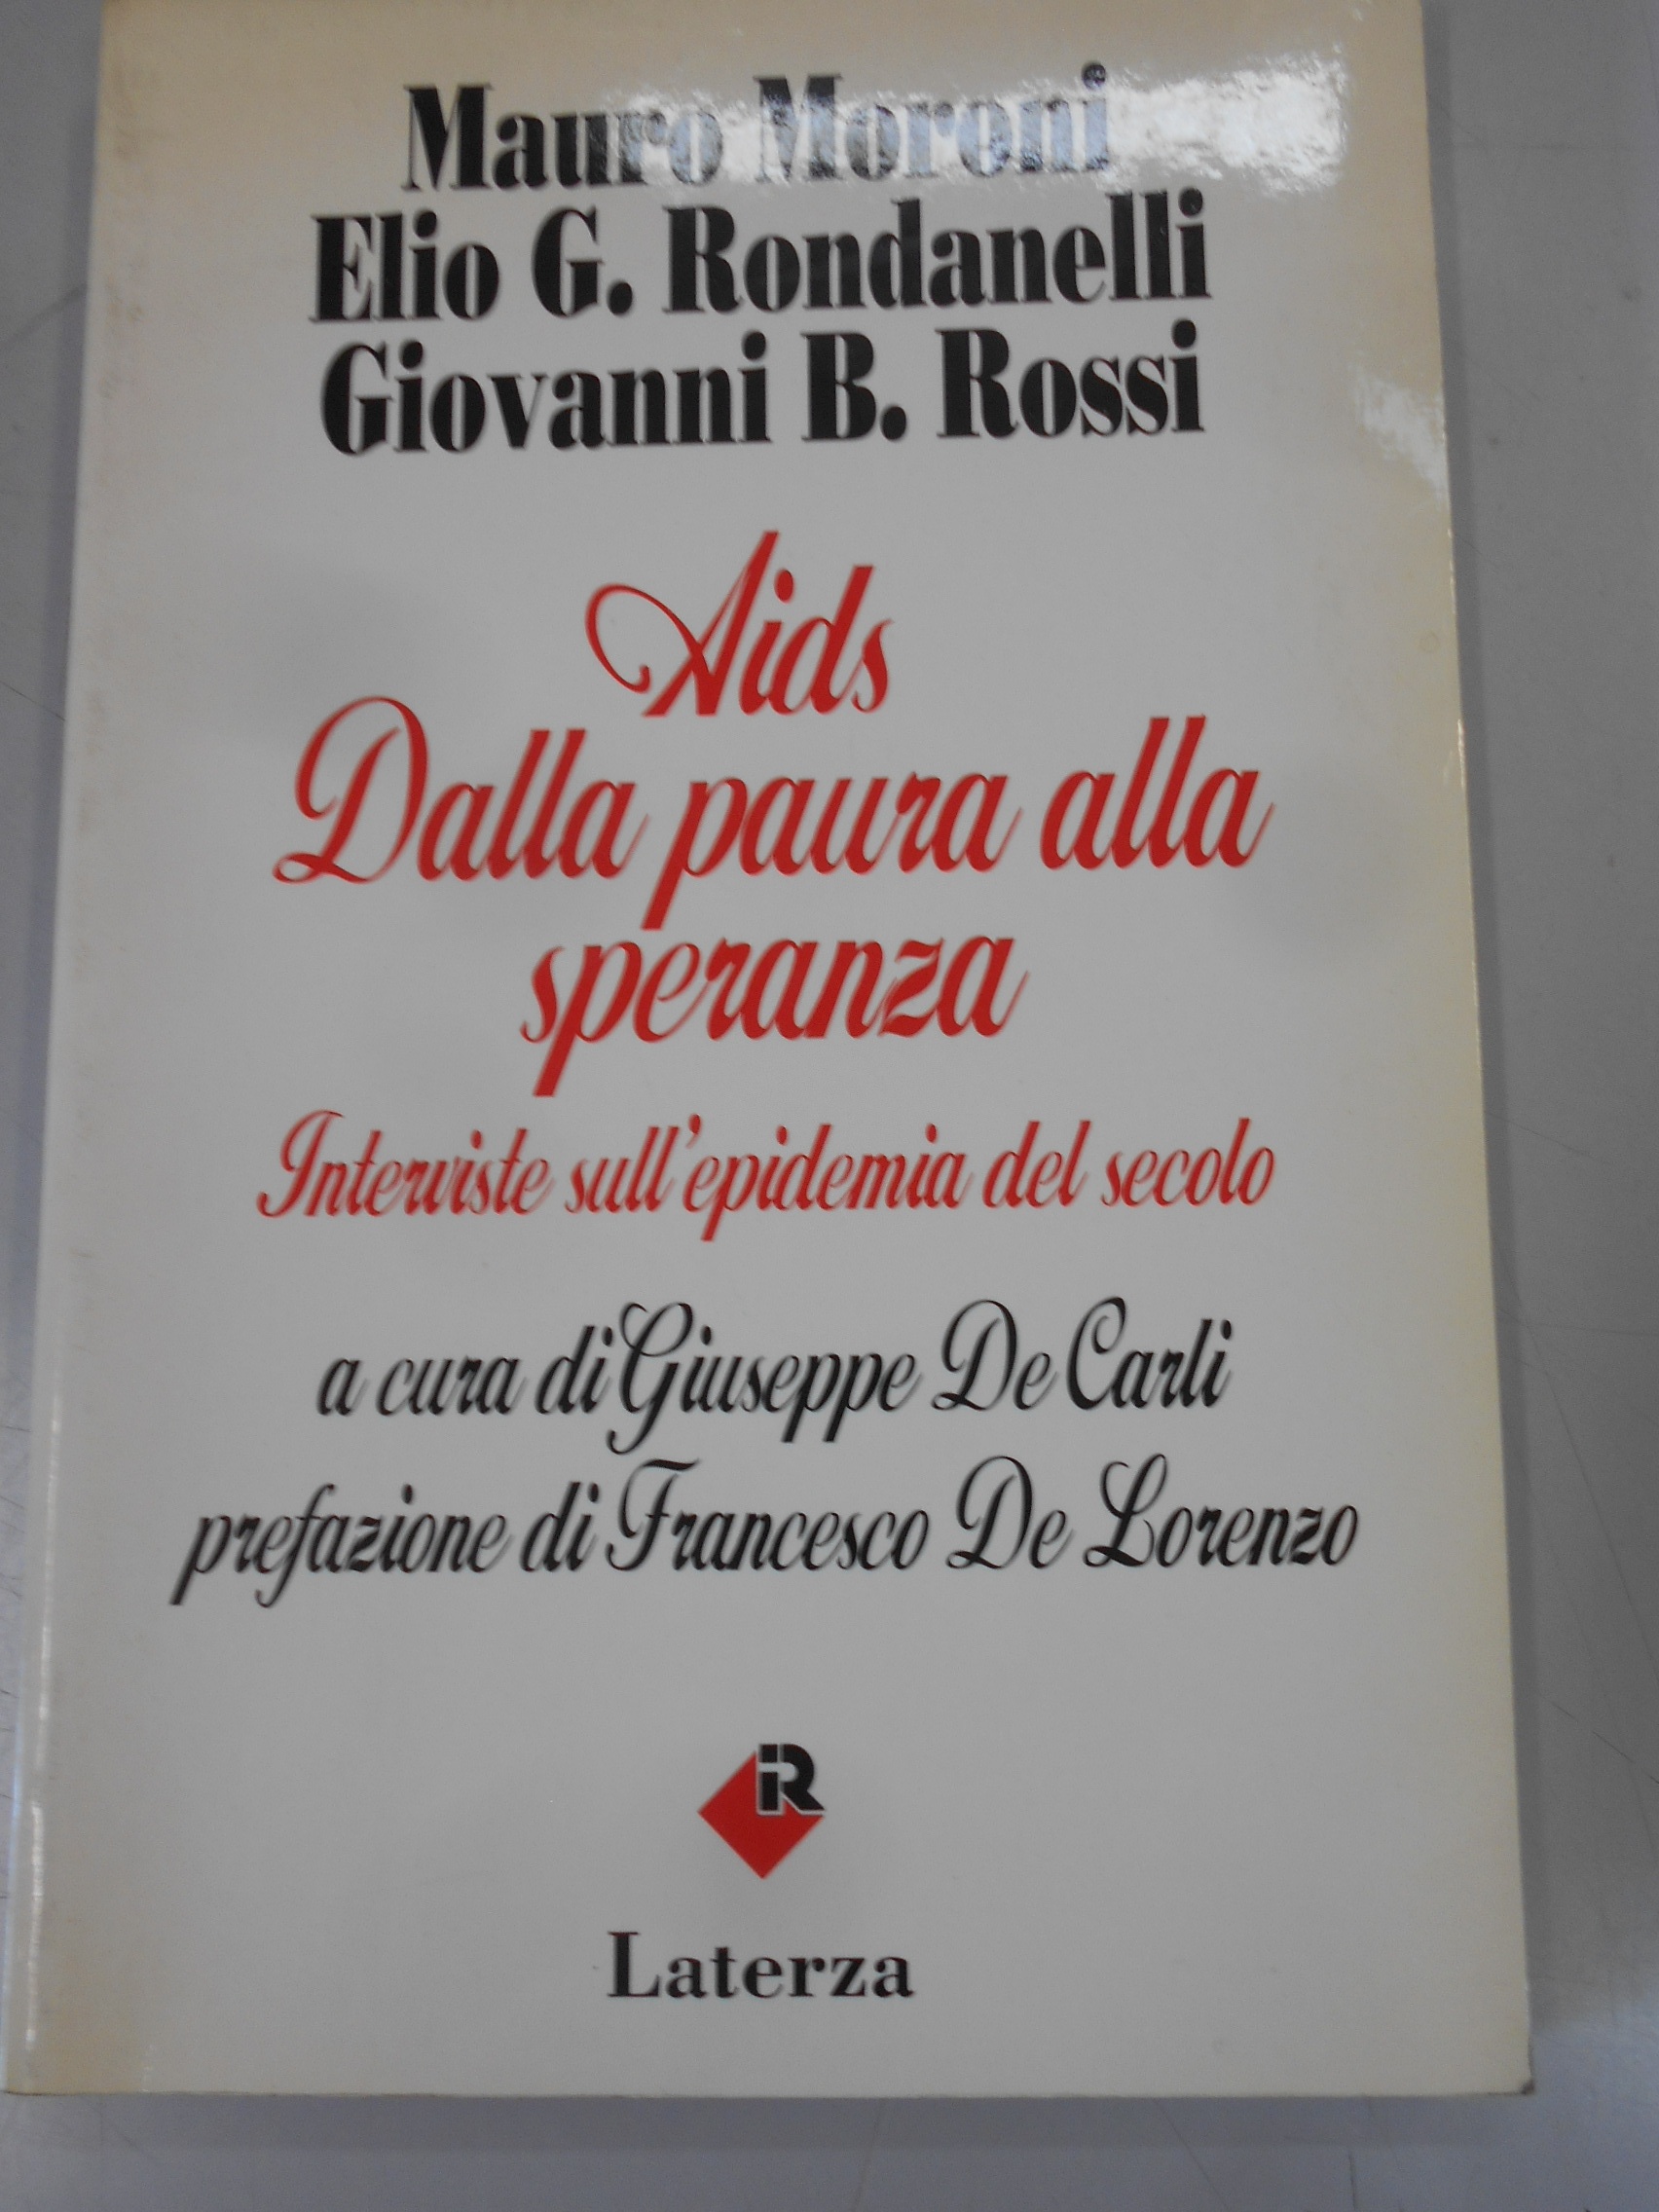 Mauro Moroni
Elio G. Rondanelli
Giovanni B. Rossi
Aids
Dalla paura alla
speranza
Interviste sull'epidemia del secolo
a cura di Giuseppe De Carli
prefazione di Francesco De Lorenzo
iR
Laterza